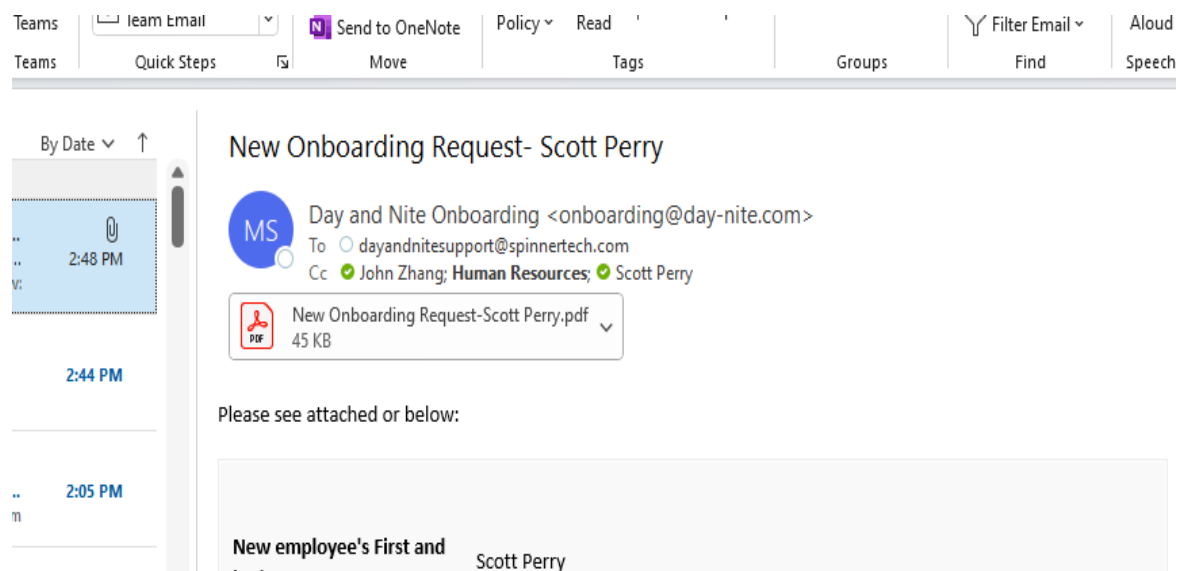 Teams
Team Email
Send to OneNote
Policy
Read
Filter Email
Aloud
Teams
Quick Steps
Move
Tags
Groups
Find
Speech
By Date
New Onboarding Request- Scott Perry
MS
Day and Nite Onboarding <onboarding@day-nite.com>
To dayandnitesupport@spinnertech.com
Cc John Zhang; Human Resources; Scott Perry
..
.. 2:48 PM
PDF
New Onboarding Request-Scott Perry.pdf
45 KB
2:44 PM
Please see attached or below:
.. 2:05 PM
New employee's First and
Scott Perry